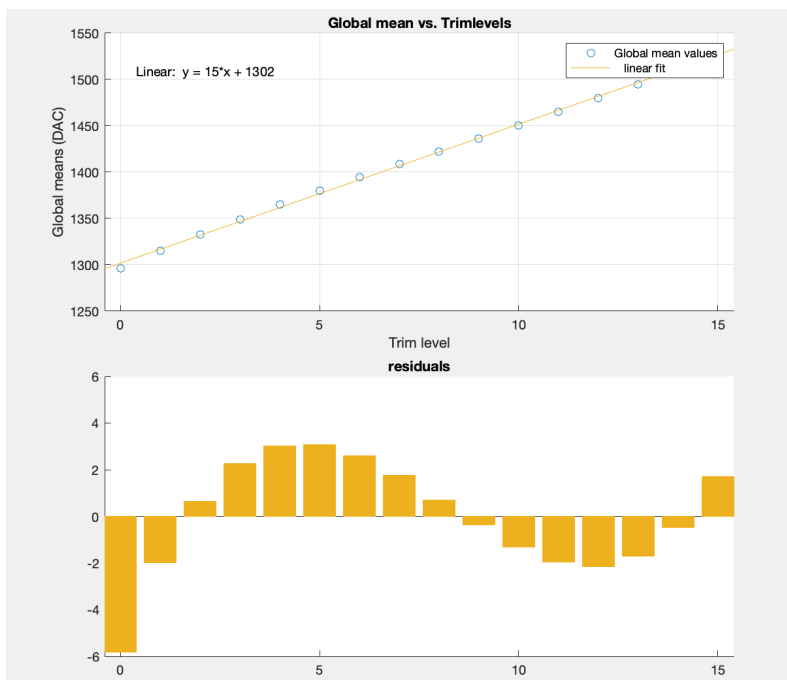 Global mean vs. Trimlevels
1550
1500
1450
1400
1350
1300
1250
Global means (DAC)
Linear: y = 15*x + 1302
Global mean values
linear fit
0 5 10 15
Trim level
residuals
6
4
2
0
-2
-4
-6
0 5 10 15